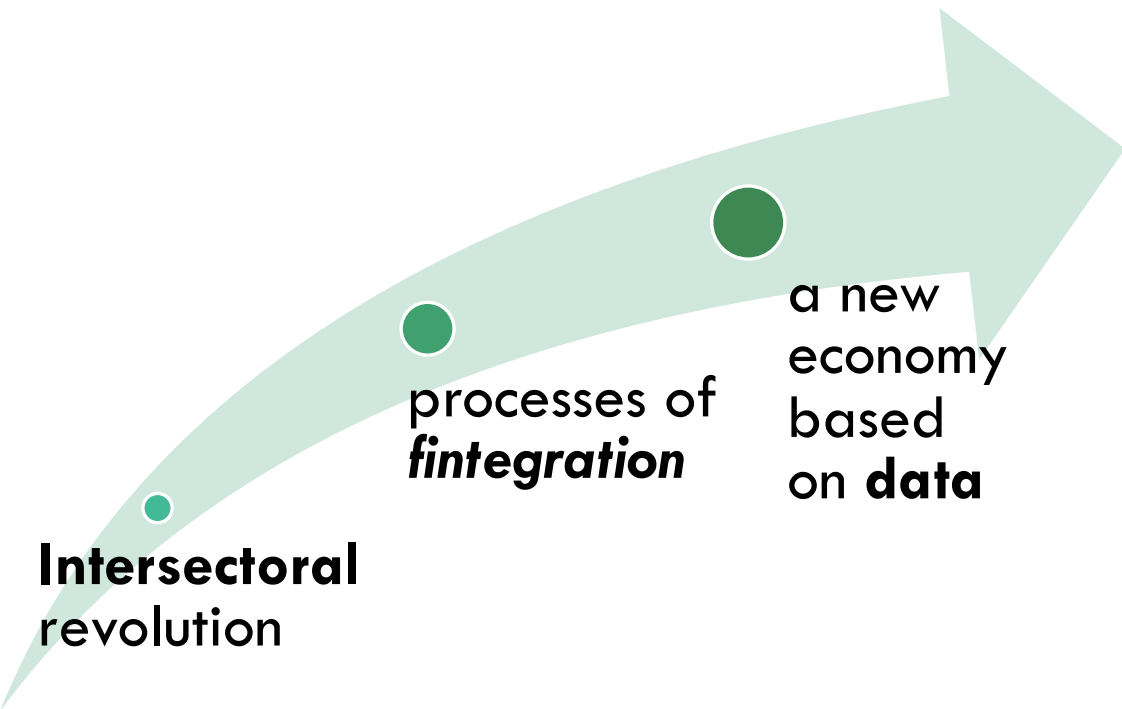 Intersectoral
revolution
processes of
fintegration
a new
economy
based
on data